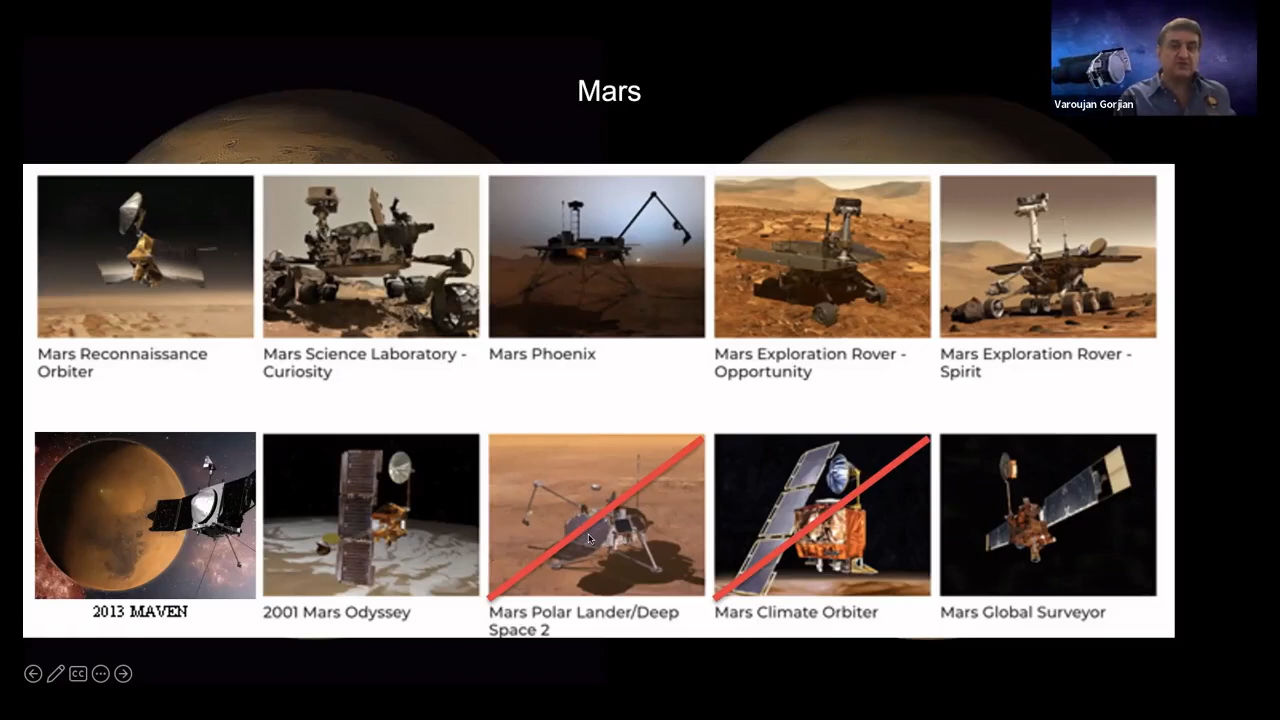 Mars
Varoujan Gorjian
Mars Reconnaissance
Orbiter
Mars Science Laboratory -
Curiosity
Mars Phoenix
Mars Exploration Rover -
Opportunity
Mars Exploration Rover -
Spirit
2013 MAVEN
2001 Mars Odyssey
Mars Polar Lander/Deep
Space 2
Mars Climate Orbiter
Mars Global Surveyor
CC